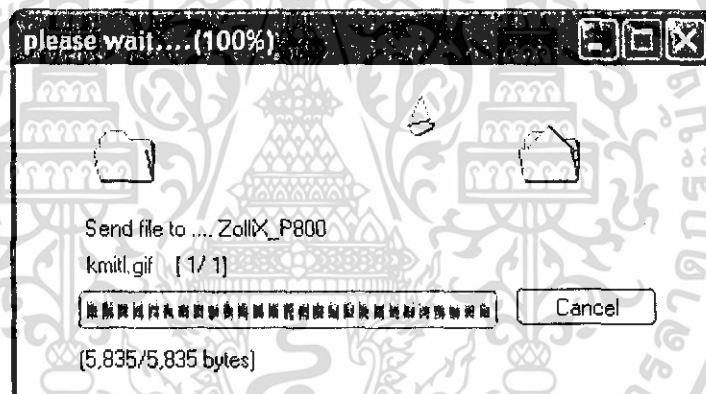 please wait....(100%)
Send file to .... ZolliX_P800
kmitl.gif [1/ 1]
Cancel
(5,835/5,835 bytes)